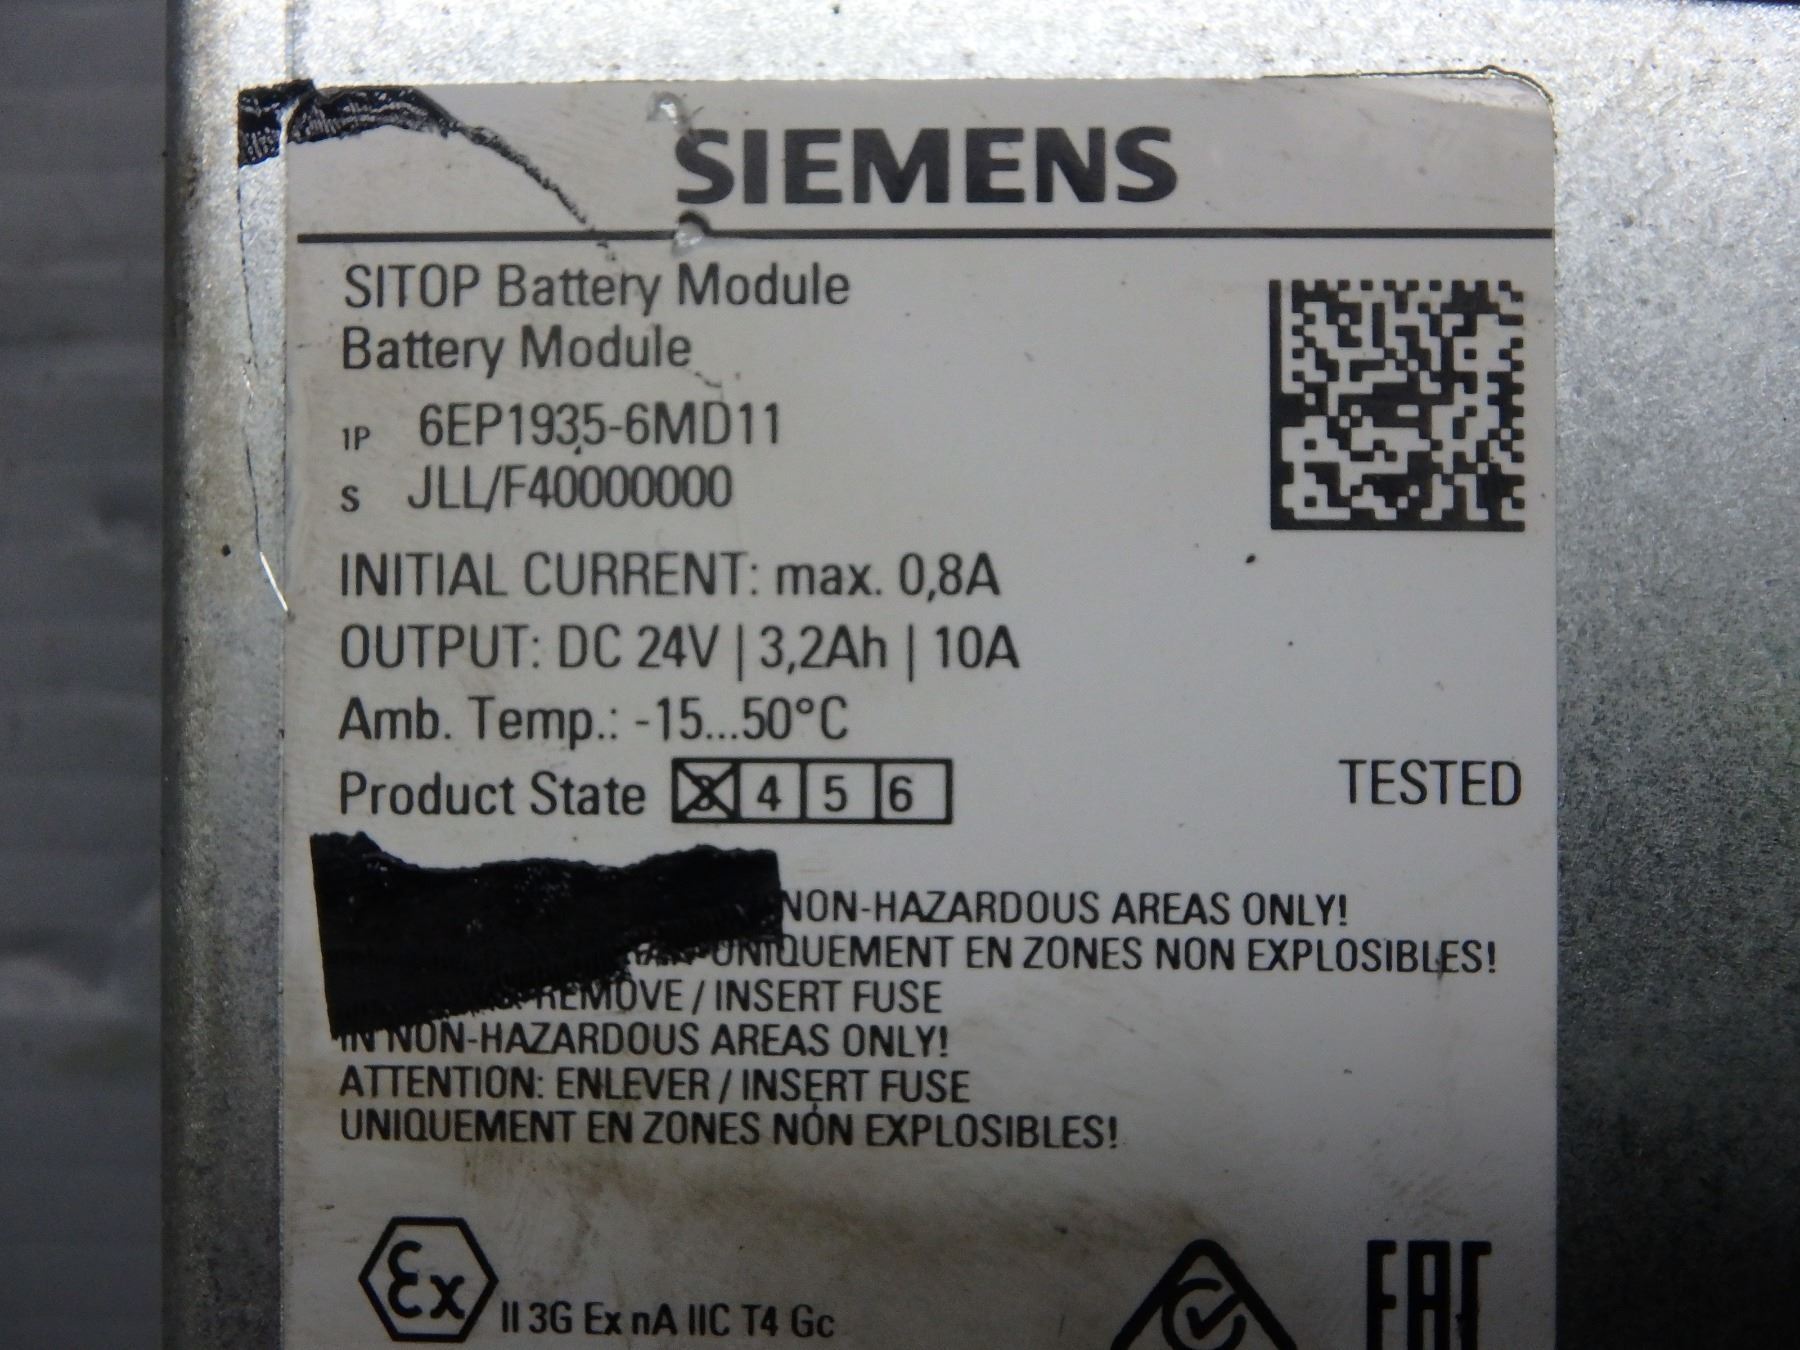 SIEMENS
SITOP Battery Module
Battery Module
1P 6EP1935-6MD11
S JLL/F40000000
INITIAL CURRENT: max. 0,8A
OUTPUT: DC 24V | 3,2Ah | 10A
Amb. Temp.: -15...50°C
Product State 3 4 5 6
TESTED
NON-HAZARDOUS AREAS ONLY!
UNIQUEMENT EN ZONES NON EXPLOSIBLES!
REMOVE / INSERT FUSE
IN NON-HAZARDOUS AREAS ONLY!
ATTENTION: ENLEVER / INSERT FUSE
UNIQUEMENT EN ZONES NON EXPLOSIBLES!
Ex II 3G Ex nA IIC T4 Gc
EAC